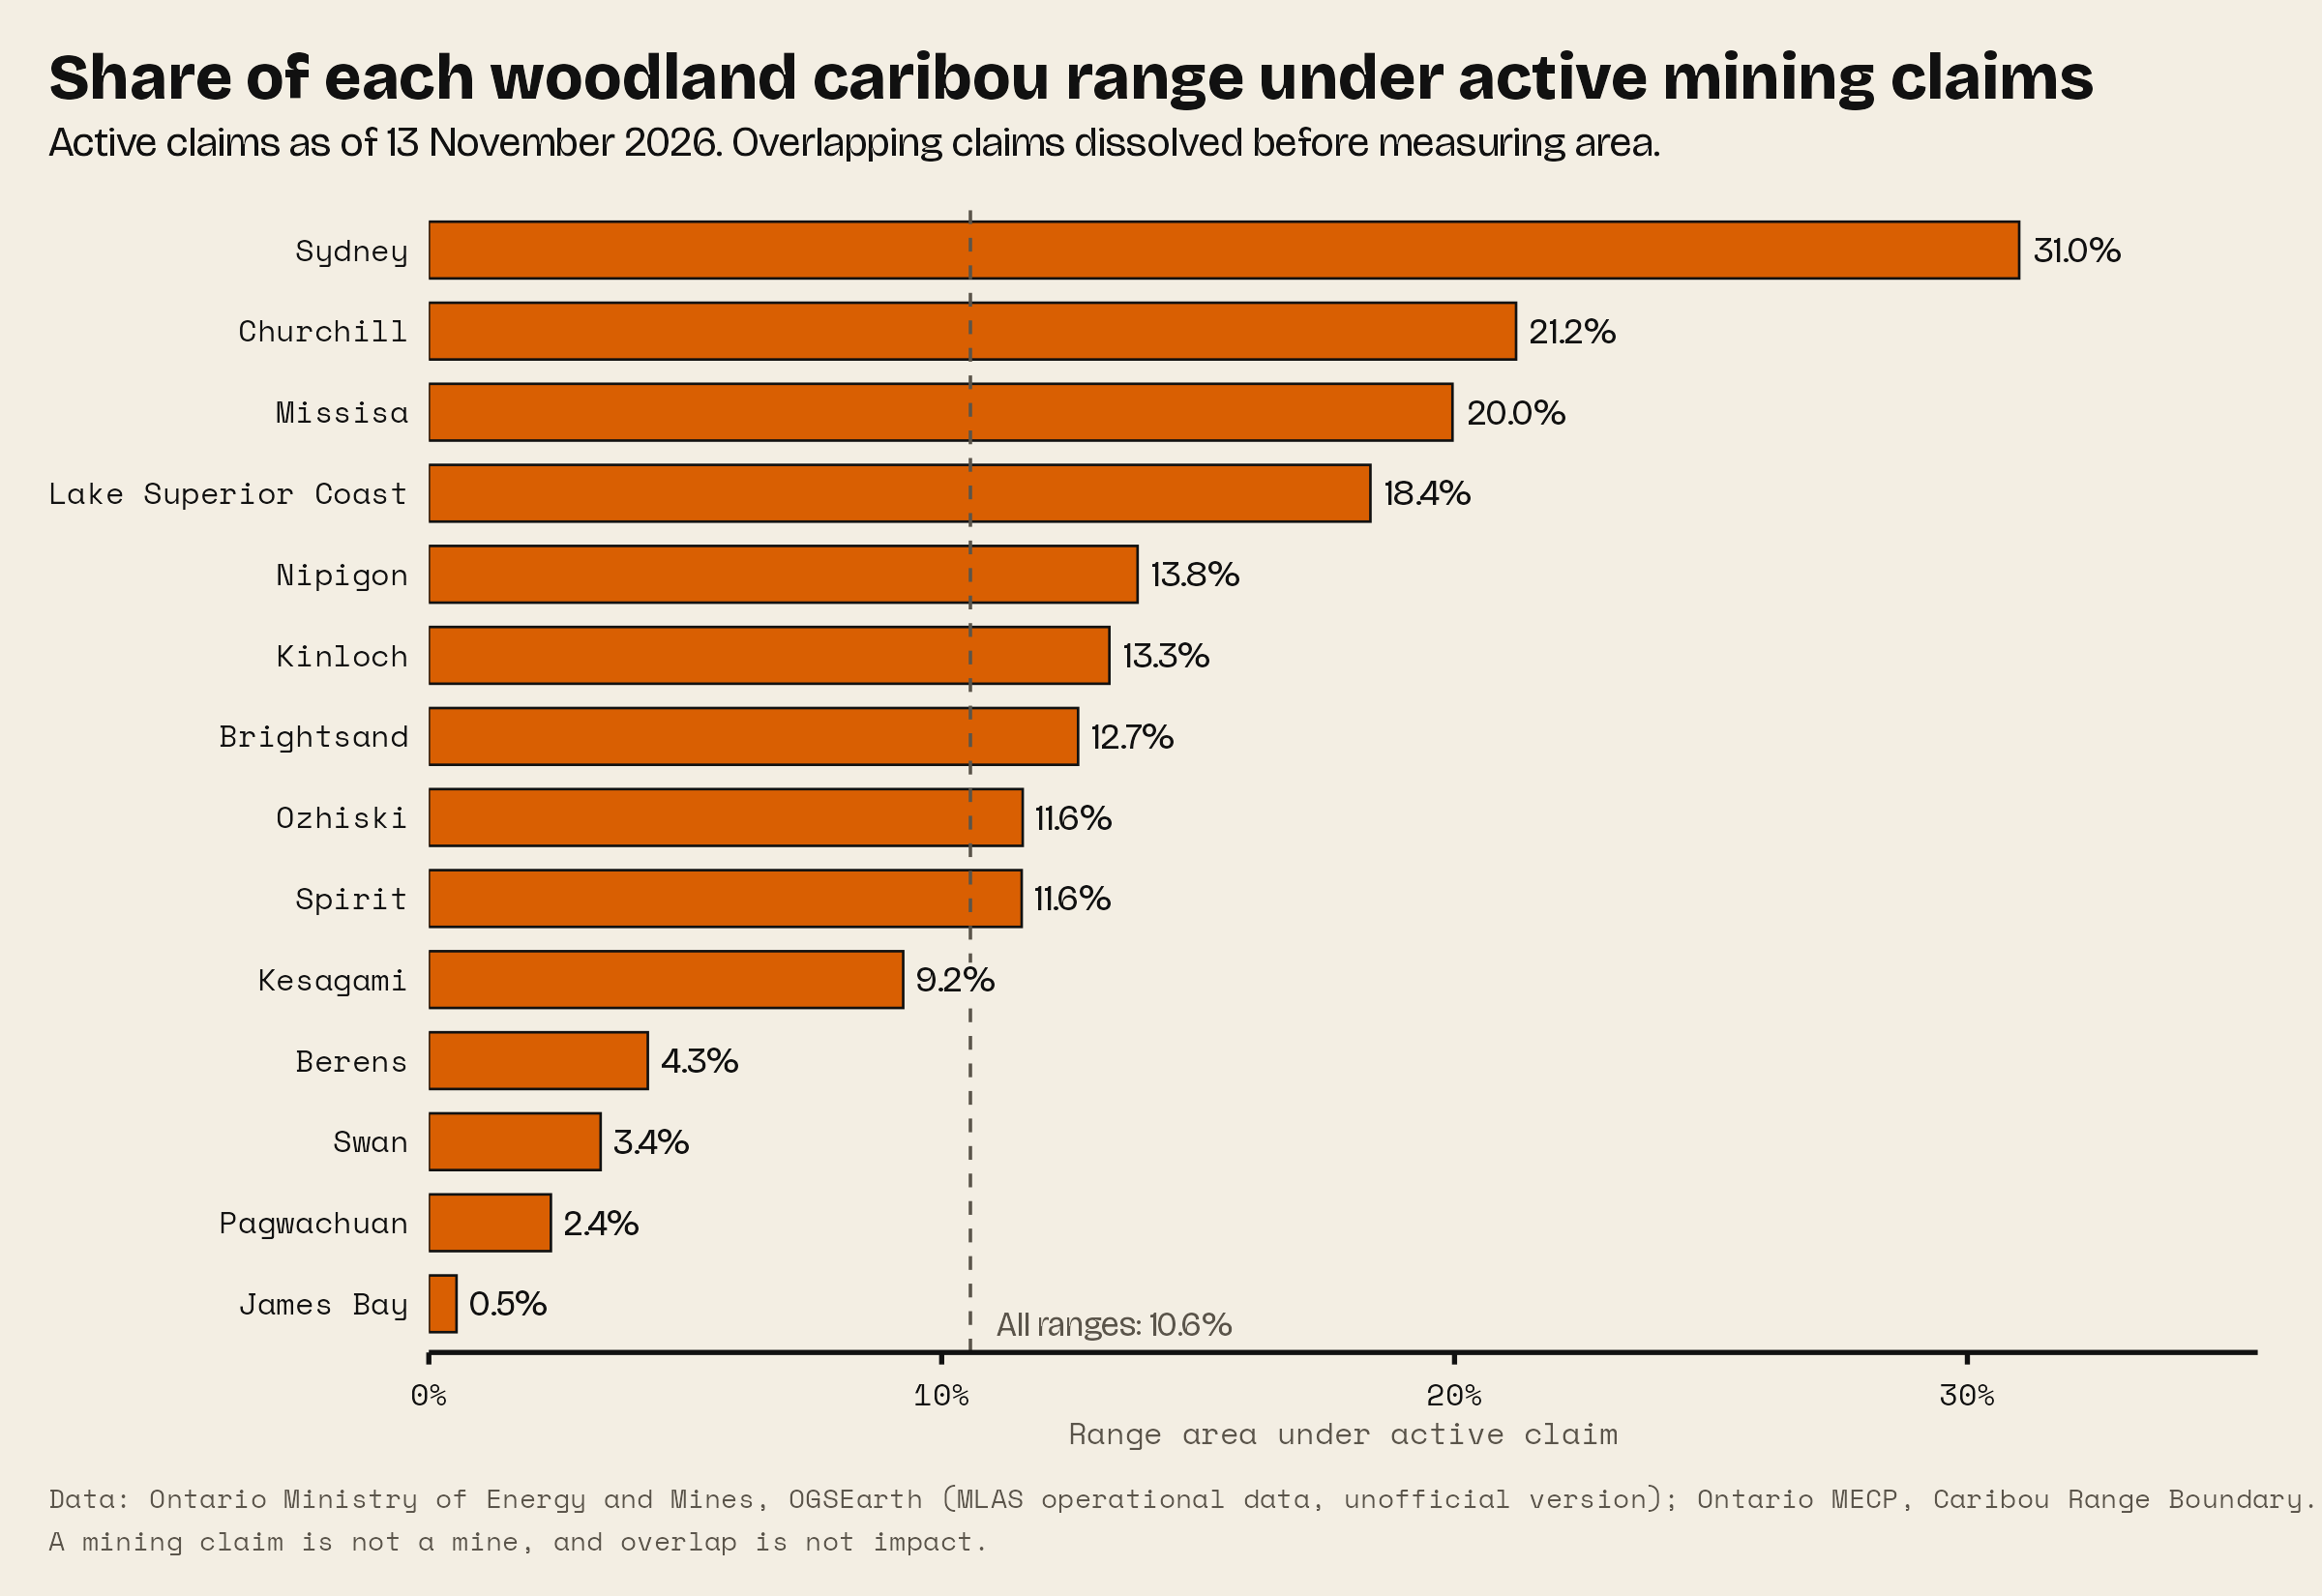 Share of each woodland caribou range under active mining claims
Active claims as of 13 November 2026. Overlapping claims dissolved before measuring area.
Sydney 31.0%
Churchill 21.2%
Missisa 20.0%
Lake Superior Coast 18.4%
Nipigon 13.8%
Kinloch 13.3%
Brightsand 12.7%
Ozhiski 11.6%
Spirit 11.6%
Kesagami 9.2%
Berens 4.3%
Swan 3.4%
Pagwachuan 2.4%
James Bay 0.5%
All ranges: 10.6%
0% 10% 20% 30%
Range area under active claim
Data: Ontario Ministry of Energy and Mines, OGSEarth (MLAS operational data, unofficial version); Ontario MECP, Caribou Range Boundary.
A mining claim is not a mine, and overlap is not impact.